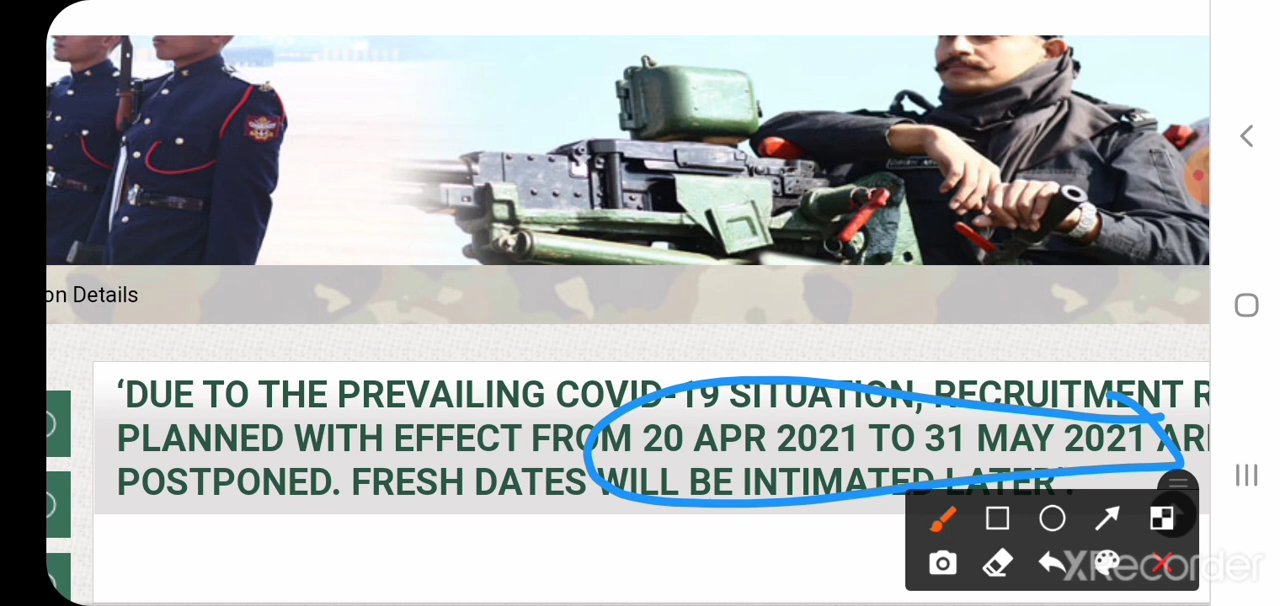 on Details
‘DUE TO THE PREVAILING COVID-19 SITUATION, RECRUITMENT R
PLANNED WITH EFFECT FROM 20 APR 2021 TO 31 MAY 2021 ARE
POSTPONED. FRESH DATES WILL BE INTIMATED LATER’.
XRecorder